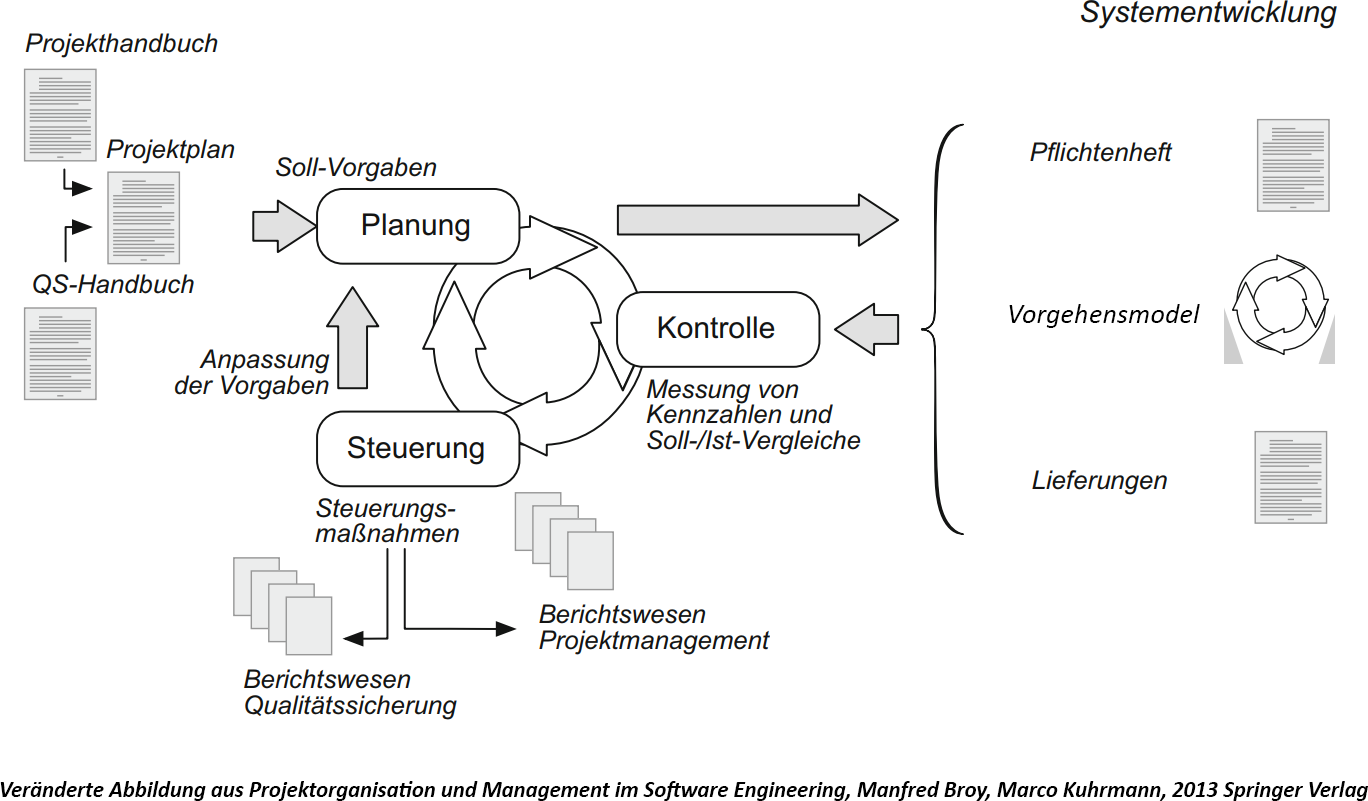 Systementwicklung
Projekthandbuch
Projektplan
QS-Handbuch
Soll-Vorgaben
Planung
Kontrolle
Messung von
Kennzahlen und
Soll-/Ist-Vergleiche
Anpassung
der Vorgaben
Steuerung
Steuerungs-
maßnahmen
Berichtswesen
Projektmanagement
Berichtswesen
Qualitätssicherung
Pflichtenheft
Vorgehensmodel
Lieferungen
Veränderte Abbildung aus Projektorganisation und Management im Software Engineering, Manfred Broy, Marco Kuhrmann, 2013 Springer Verlag